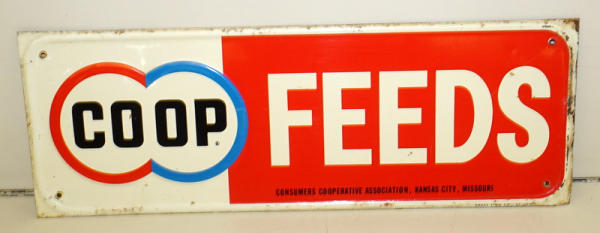 CO OP FEEDS
CONSUMERS COOPERATIVE ASSOCIATION, KANSAS CITY, MISSOURI